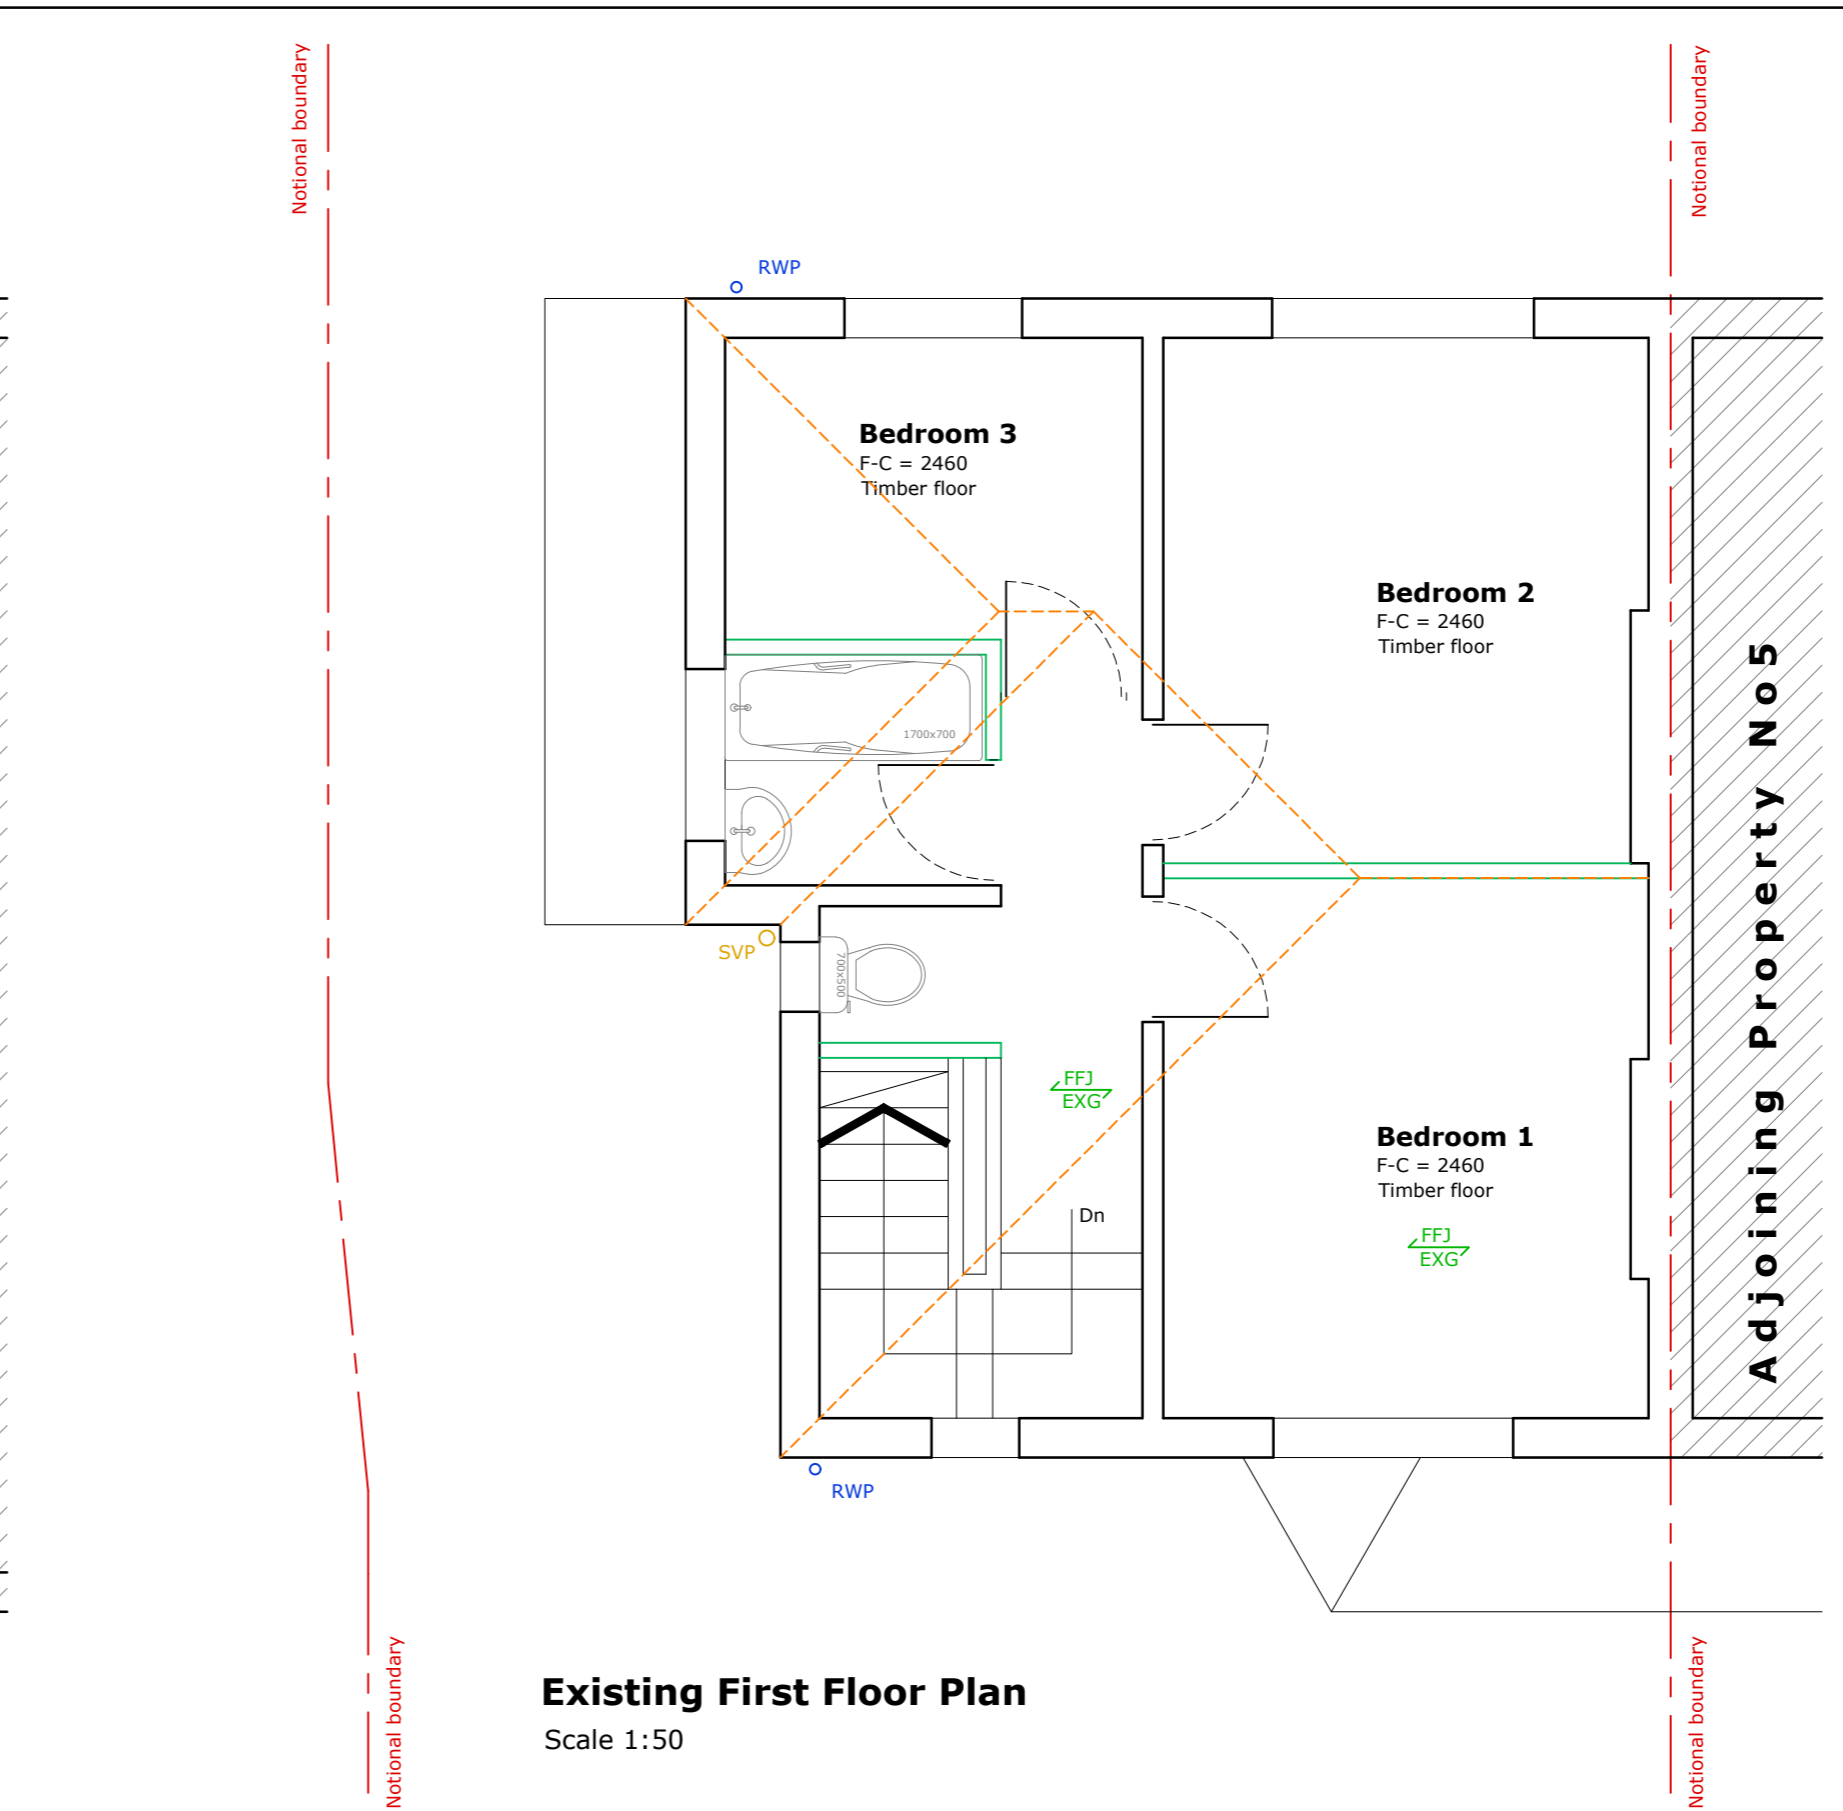 Notional boundary
Notional boundary
RWP
Bedroom 3
F-C = 2460
Timber floor
Bedroom 2
F-C = 2460
Timber floor
1700x700
SVP
700x500
FFJ
EXG
Bedroom 1
F-C = 2460
Timber floor
Dn
FFJ
EXG
Adjoining Property No5
RWP
Notional boundary
Notional boundary
Existing First Floor Plan
Scale 1:50